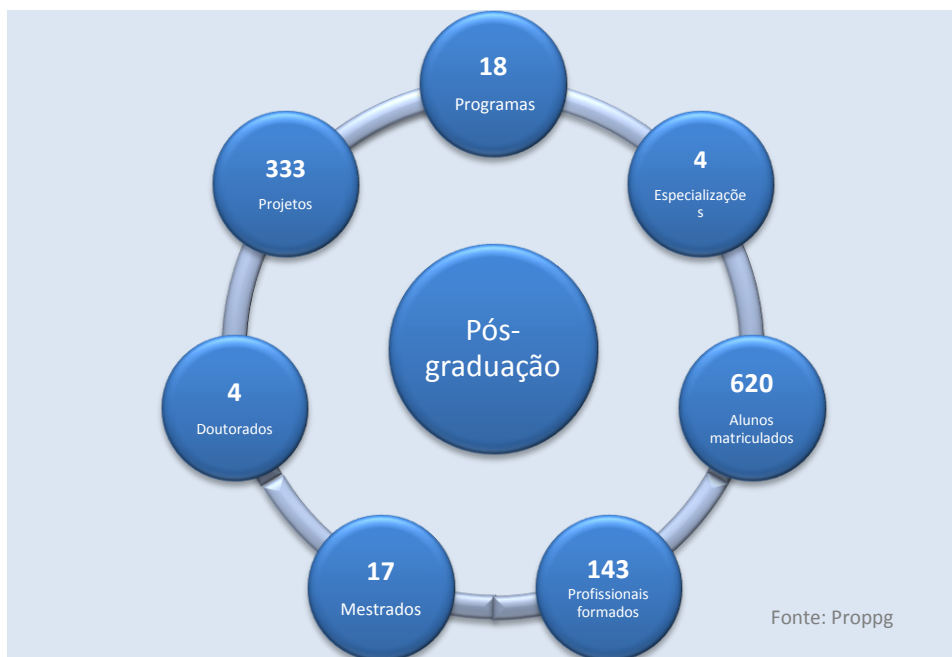 18
Programas
4
Especializaçõe
s
620
Alunos
matriculados
143
Profissionais
formados
17
Mestrados
4
Doutorados
333
Projetos
Pós-
graduação
Fonte: Proppg